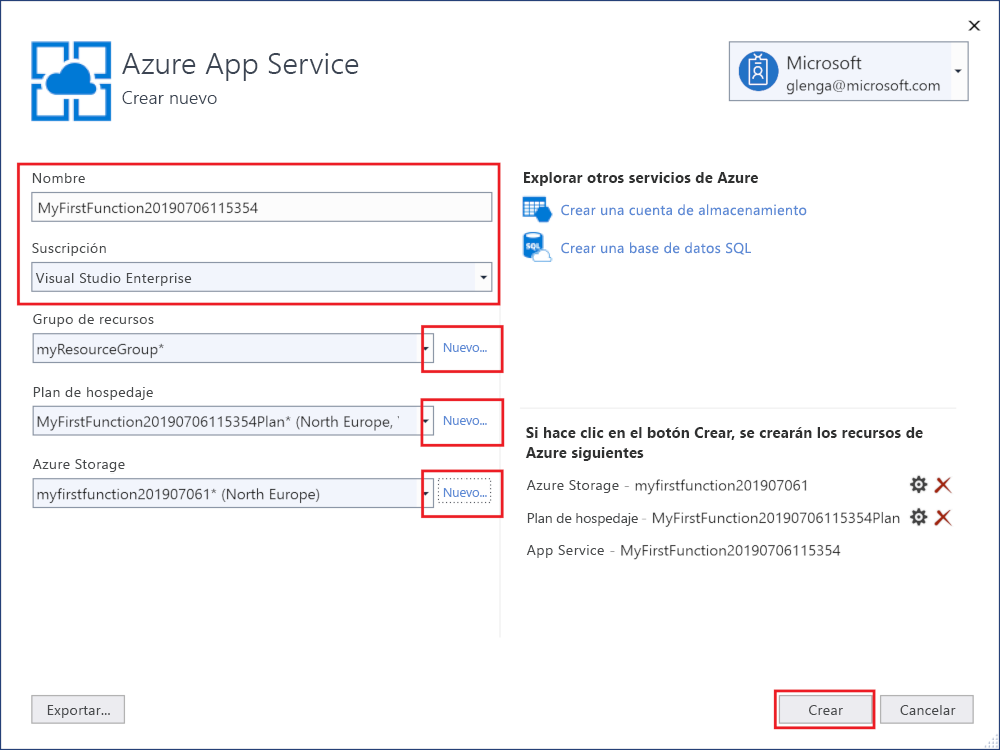 Azure App Service
Crear nuevo
Microsoft
glenga@microsoft.com
Nombre
MyFirstFunction20190706115354
Suscripción
Visual Studio Enterprise
Grupo de recursos
myResourceGroup*
Nuevo...
Plan de hospedaje
MyFirstFunction20190706115354Plan* (North Europe,
Nuevo...
Azure Storage
myfirstfunction201907061* (North Europe)
Nuevo...
Explorar otros servicios de Azure
Crear una cuenta de almacenamiento
SQL
Crear una base de datos SQL
Si hace clic en el botón Crear, se crearán los recursos de
Azure siguientes
Azure Storage - myfirstfunction201907061
Plan de hospedaje - MyFirstFunction20190706115354Plan
App Service - MyFirstFunction20190706115354
Exportar...
Crear
Cancelar